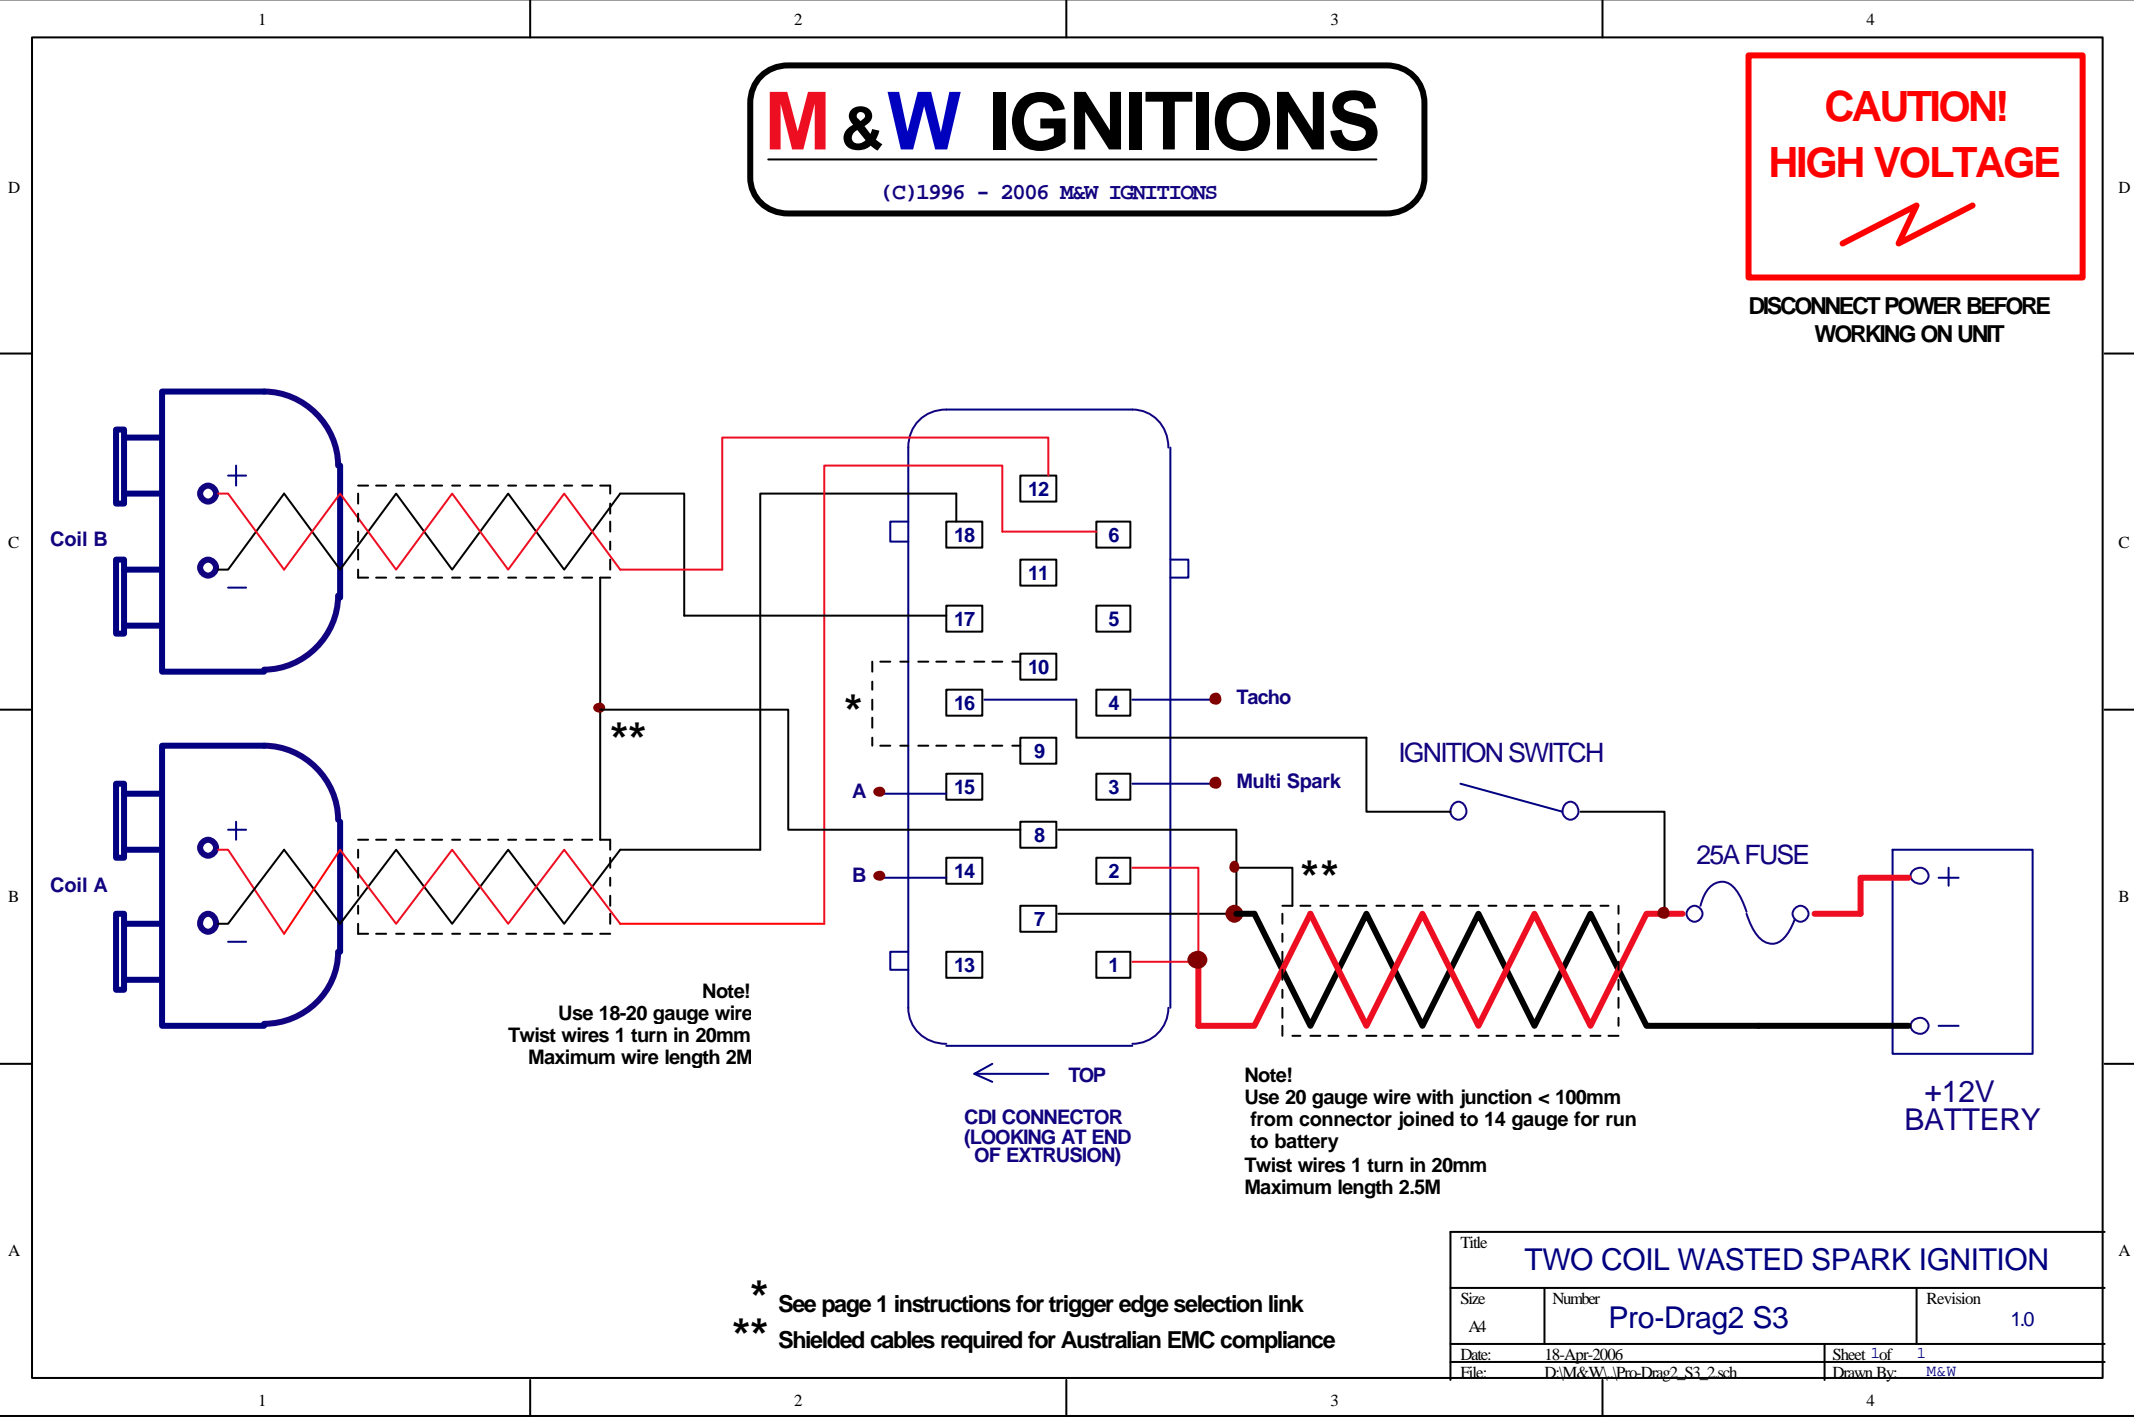 1 2 3 4
M & W IGNITIONS
(C)1996 - 2006 M&W IGNITIONS
CAUTION!
HIGH VOLTAGE
DISCONNECT POWER BEFORE
WORKING ON UNIT
D D
C C
B B
A A
Coil B
+
−
Coil A
+
−
**
*
12
18
6
11
17
5
10
16
4
Tacho
9
A
15
3
Multi Spark
8
B
14
2
7
13
1
**
IGNITION SWITCH
25A FUSE
+
−
+12V
BATTERY
Note!
Use 18-20 gauge wire
Twist wires 1 turn in 20mm
Maximum wire length 2M
TOP
CDI CONNECTOR
(LOOKING AT END
OF EXTRUSION)
Note!
Use 20 gauge wire with junction < 100mm
from connector joined to 14 gauge for run
to battery
Twist wires 1 turn in 20mm
Maximum length 2.5M
* See page 1 instructions for trigger edge selection link
** Shielded cables required for Australian EMC compliance
Title
TWO COIL WASTED SPARK IGNITION
Size
A4
Number
Pro-Drag2 S3
Revision
1.0
Date: 18-Apr-2006 Sheet 1 of 1
File: D:\M&W\..\Pro-Drag2_S3_2.sch Drawn By: M&W
1 2 3 4